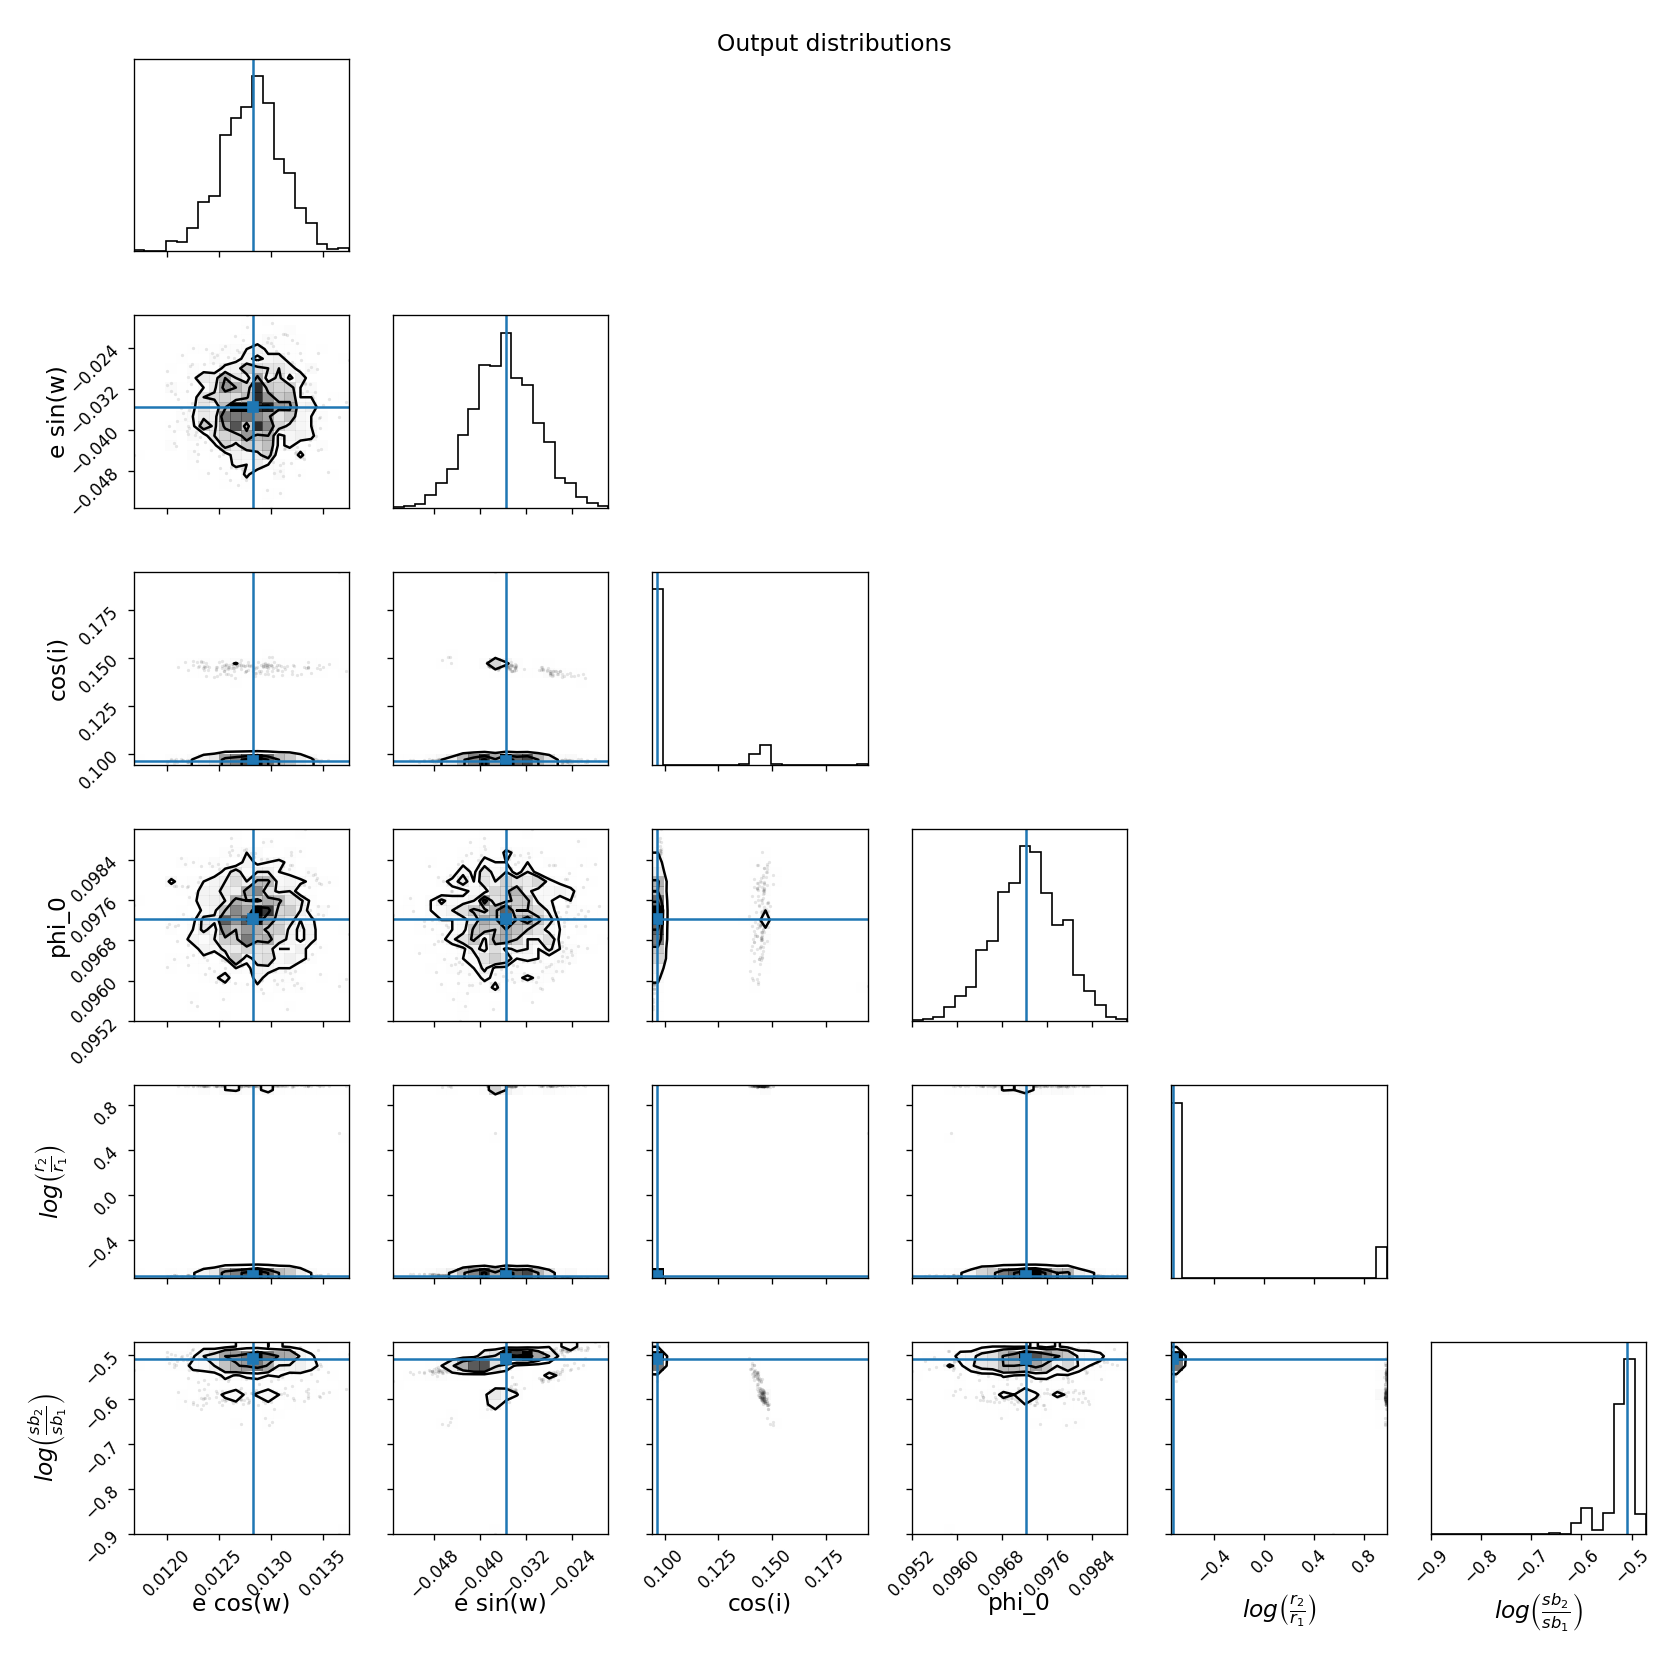 Output distributions
e sin(w)
−0.024
−0.032
−0.040
−0.048
cos(i)
0.175
0.150
0.125
0.100
phi_0
0.0984
0.0976
0.0968
0.0960
0.0952
log(r₂/r₁)
0.8
0.4
0.0
−0.4
log(sb₂/sb₁)
−0.5
−0.6
−0.7
−0.8
−0.9
0.0120 0.0125 0.0130 0.0135
−0.048 −0.040 −0.032 −0.024
0.100 0.125 0.150 0.175
0.0952 0.0960 0.0968 0.0976 0.0984
−0.4 0.0 0.4 0.8
−0.9 −0.8 −0.7 −0.6 −0.5
e cos(w) e sin(w) cos(i) phi_0 log(r₂/r₁) log(sb₂/sb₁)